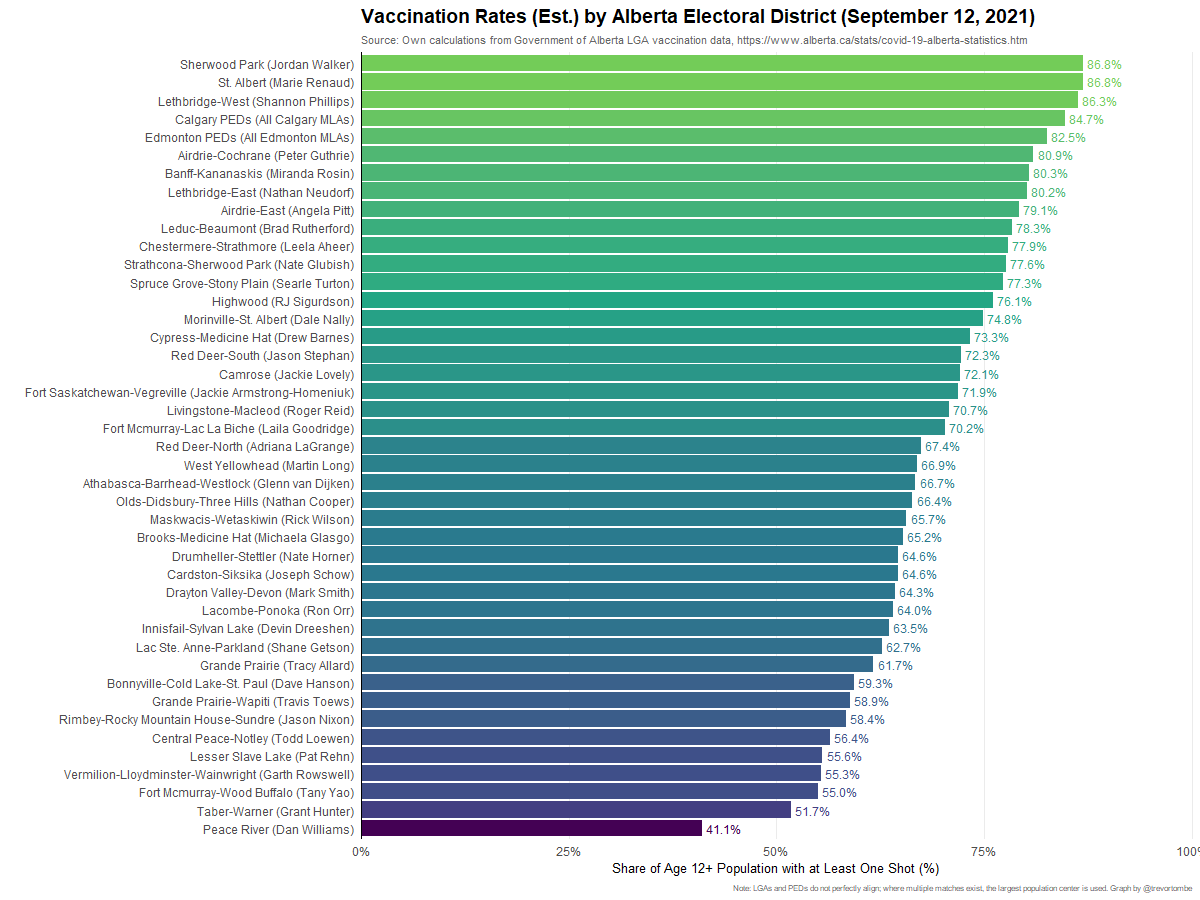 Vaccination Rates (Est.) by Alberta Electoral District (September 12, 2021)
Source: Own calculations from Government of Alberta LGA vaccination data, https://www.alberta.ca/stats/covid-19-alberta-statistics.htm
Sherwood Park (Jordan Walker) 86.8%
St. Albert (Marie Renaud) 86.8%
Lethbridge-West (Shannon Phillips) 86.3%
Calgary PEDs (All Calgary MLAs) 84.7%
Edmonton PEDs (All Edmonton MLAs) 82.5%
Airdrie-Cochrane (Peter Guthrie) 80.9%
Banff-Kananaskis (Miranda Rosin) 80.3%
Lethbridge-East (Nathan Neudorf) 80.2%
Airdrie-East (Angela Pitt) 79.1%
Leduc-Beaumont (Brad Rutherford) 78.3%
Chestermere-Strathmore (Leela Aheer) 77.9%
Strathcona-Sherwood Park (Nate Glubish) 77.6%
Spruce Grove-Stony Plain (Searle Turton) 77.3%
Highwood (RJ Sigurdson) 76.1%
Morinville-St. Albert (Dale Nally) 74.8%
Cypress-Medicine Hat (Drew Barnes) 73.3%
Red Deer-South (Jason Stephan) 72.3%
Camrose (Jackie Lovely) 72.1%
Fort Saskatchewan-Vegreville (Jackie Armstrong-Homeniuk) 71.9%
Livingstone-Macleod (Roger Reid) 70.7%
Fort Mcmurray-Lac La Biche (Laila Goodridge) 70.2%
Red Deer-North (Adriana LaGrange) 67.4%
West Yellowhead (Martin Long) 66.9%
Athabasca-Barrhead-Westlock (Glenn van Dijken) 66.7%
Olds-Didsbury-Three Hills (Nathan Cooper) 66.4%
Maskwacis-Wetaskiwin (Rick Wilson) 65.7%
Brooks-Medicine Hat (Michaela Glasgo) 65.2%
Drumheller-Stettler (Nate Horner) 64.6%
Cardston-Siksika (Joseph Schow) 64.6%
Drayton Valley-Devon (Mark Smith) 64.3%
Lacombe-Ponoka (Ron Orr) 64.0%
Innisfail-Sylvan Lake (Devin Dreeshen) 63.5%
Lac Ste. Anne-Parkland (Shane Getson) 62.7%
Grande Prairie (Tracy Allard) 61.7%
Bonnyville-Cold Lake-St. Paul (Dave Hanson) 59.3%
Grande Prairie-Wapiti (Travis Toews) 58.9%
Rimbey-Rocky Mountain House-Sundre (Jason Nixon) 58.4%
Central Peace-Notley (Todd Loewen) 56.4%
Lesser Slave Lake (Pat Rehn) 55.6%
Vermilion-Lloydminster-Wainwright (Garth Rowswell) 55.3%
Fort Mcmurray-Wood Buffalo (Tany Yao) 55.0%
Taber-Warner (Grant Hunter) 51.7%
Peace River (Dan Williams) 41.1%
0% 25% 50% 75% 100%
Share of Age 12+ Population with at Least One Shot (%)
Note: LGAs and PEDs do not perfectly align; where multiple matches exist, the largest population center is used. Graph by @trevortombe